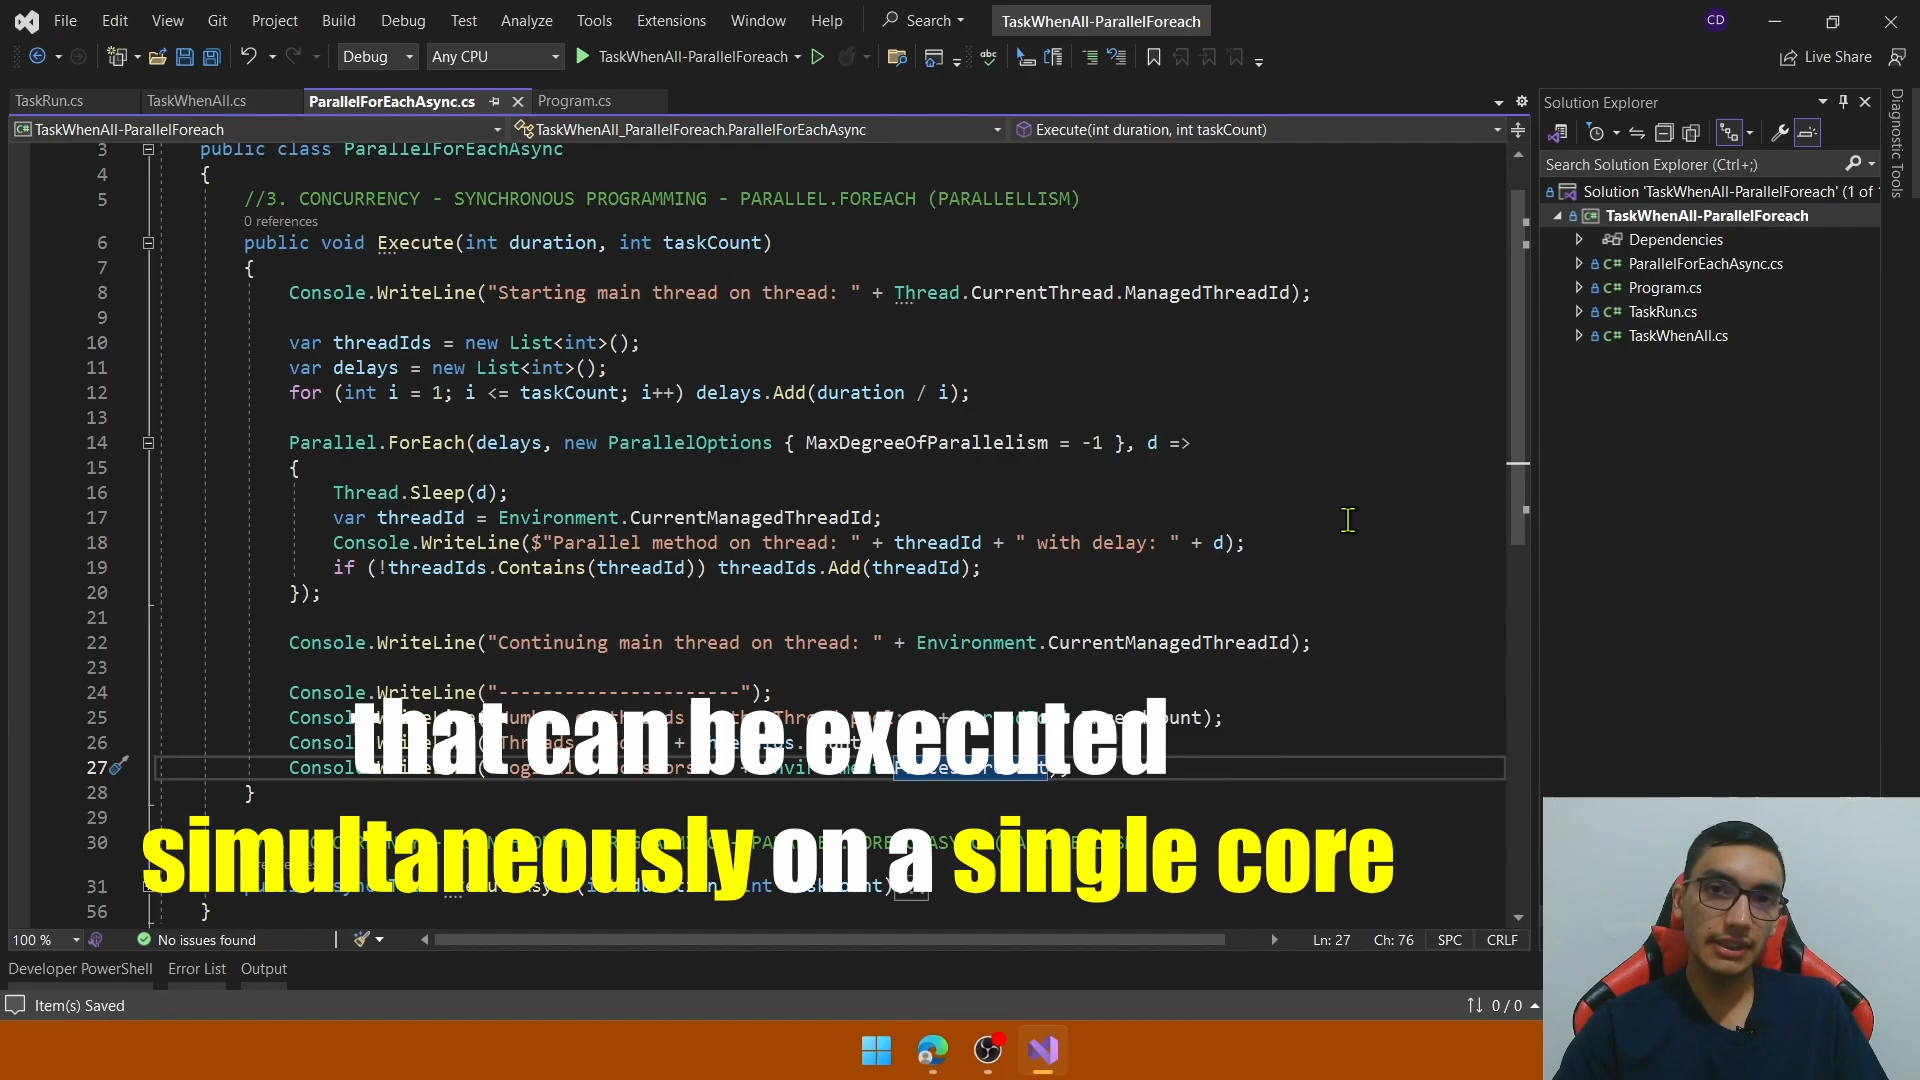 File Edit View Git Project Build Debug Test Analyze Tools Extensions Window Help Search TaskWhenAll-ParallelForeach CD
Debug Any CPU TaskWhenAll-ParallelForeach Live Share
TaskRun.cs TaskWhenAll.cs ParallelForEachAsync.cs Program.cs
TaskWhenAll-ParallelForeach TaskWhenAll_ParallelForeach.ParallelForEachAsync Execute(int duration, int taskCount)
3 public class ParallelForEachAsync
4 {
5 //3. CONCURRENCY - SYNCHRONOUS PROGRAMMING - PARALLEL.FOREACH (PARALLELLISM)
0 references
6 public void Execute(int duration, int taskCount)
7 {
8 Console.WriteLine("Starting main thread on thread: " + Thread.CurrentThread.ManagedThreadId);
9
10 var threadIds = new List<int>();
11 var delays = new List<int>();
12 for (int i = 1; i <= taskCount; i++) delays.Add(duration / i);
13
14 Parallel.ForEach(delays, new ParallelOptions { MaxDegreeOfParallelism = -1 }, d =>
15 {
16 Thread.Sleep(d);
17 var threadId = Environment.CurrentManagedThreadId;
18 Console.WriteLine($"Parallel method on thread: " + threadId + " with delay: " + d);
19 if (!threadIds.Contains(threadId)) threadIds.Add(threadId);
20 });
21
22 Console.WriteLine("Continuing main thread on thread: " + Environment.CurrentManagedThreadId);
23
24 Console.WriteLine("----------------------");
25
26
27
28 }
29
30
31
56 }
that can be executed
simultaneously on a single core
100 % No issues found Ln: 27 Ch: 76 SPC CRLF
Developer PowerShell Error List Output
Item(s) Saved 0 / 0
Solution Explorer
Search Solution Explorer (Ctrl+;)
Solution 'TaskWhenAll-ParallelForeach' (1 of 1
TaskWhenAll-ParallelForeach
Dependencies
ParallelForEachAsync.cs
Program.cs
TaskRun.cs
TaskWhenAll.cs
Diagnostic Tools